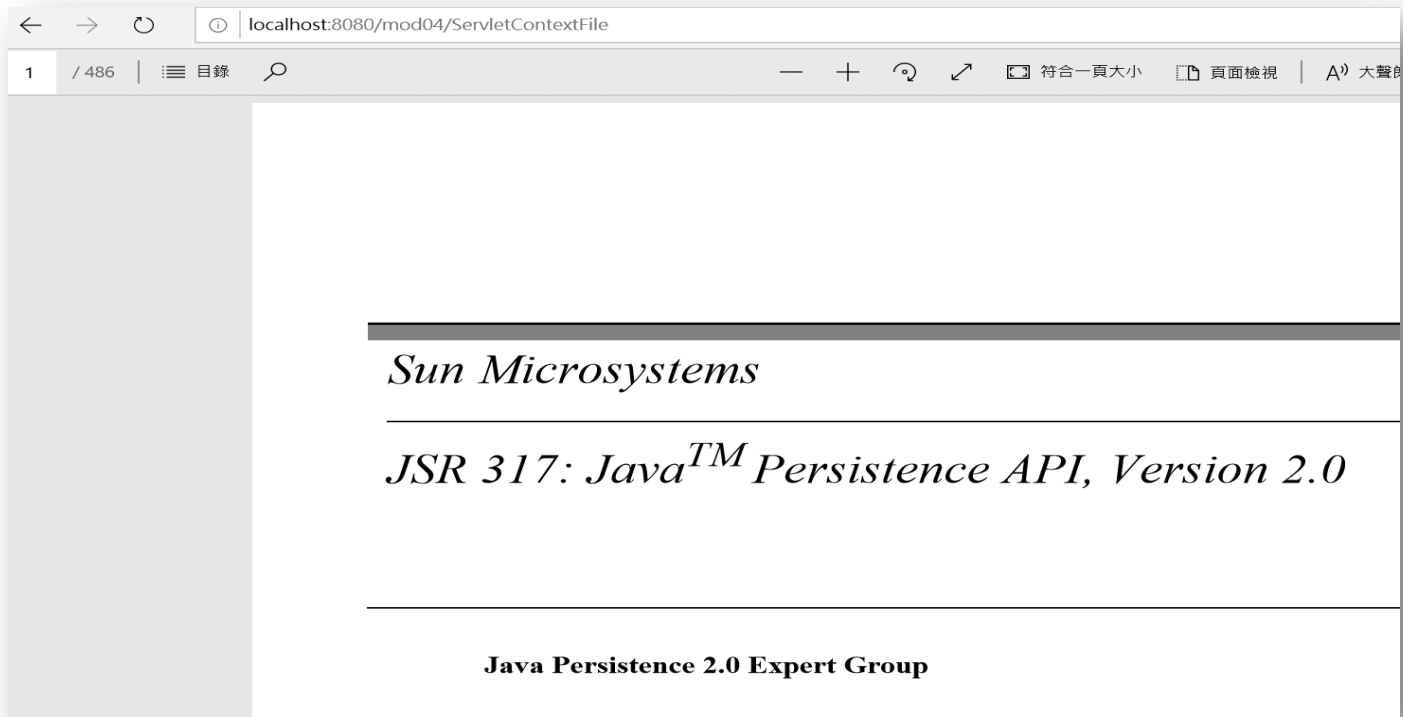 localhost:8080/mod04/ServletContextFile
1 / 486 目錄 符合一頁大小 頁面檢視 大聲
Sun Microsystems
JSR 317: Java™ Persistence API, Version 2.0
Java Persistence 2.0 Expert Group